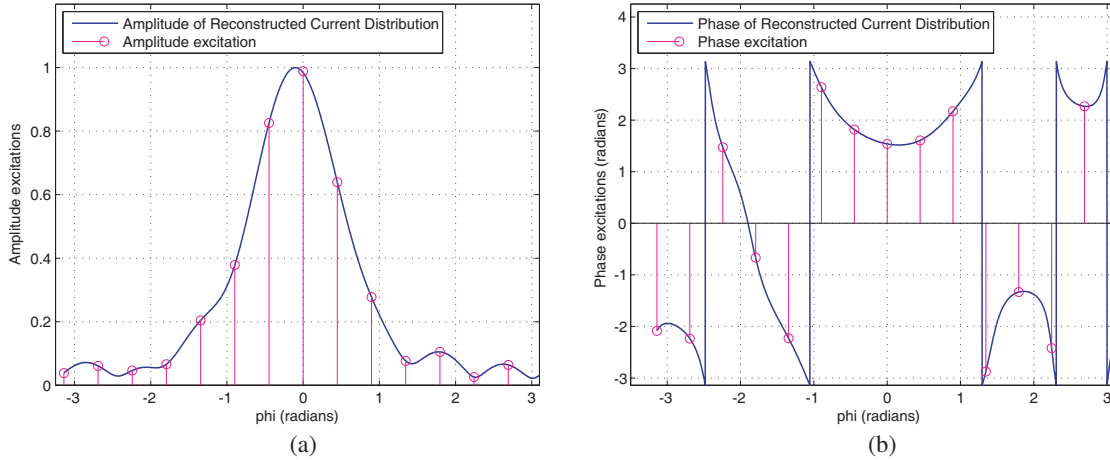 Amplitude of Reconstructed Current Distribution
Amplitude excitation
1
0.8
0.6
0.4
0.2
0
Amplitude excitations
-3 -2 -1 0 1 2 3
phi (radians)
(a)
Phase of Reconstructed Current Distribution
Phase excitation
4
3
2
1
0
-1
-2
-3
Phase excitations (radians)
-3 -2 -1 0 1 2 3
phi (radians)
(b)